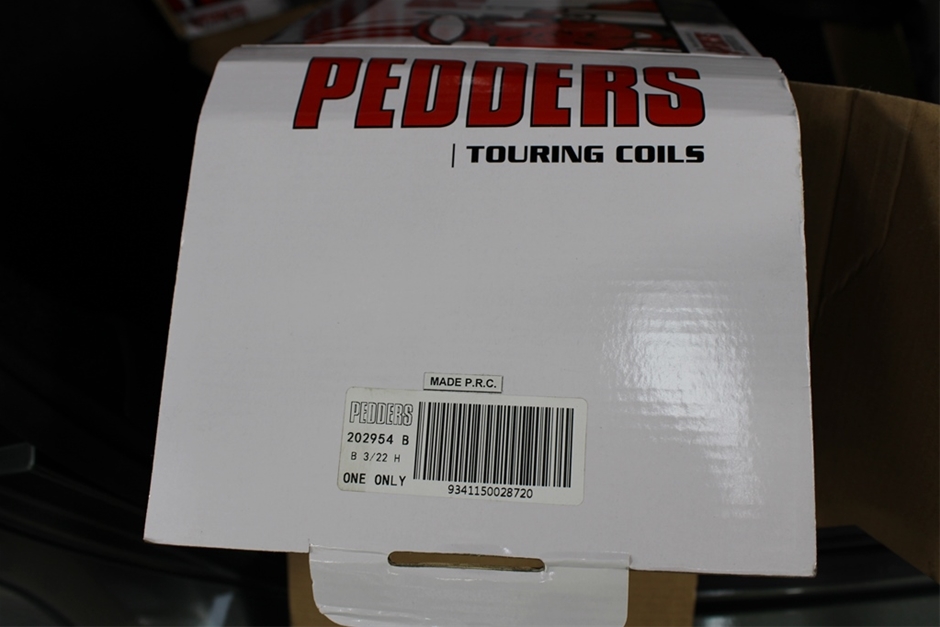 PEDDERS
| TOURING COILS
MADE P.R.C.
PEDDERS
202954 B
B 3/22 H
ONE ONLY
9341150028720